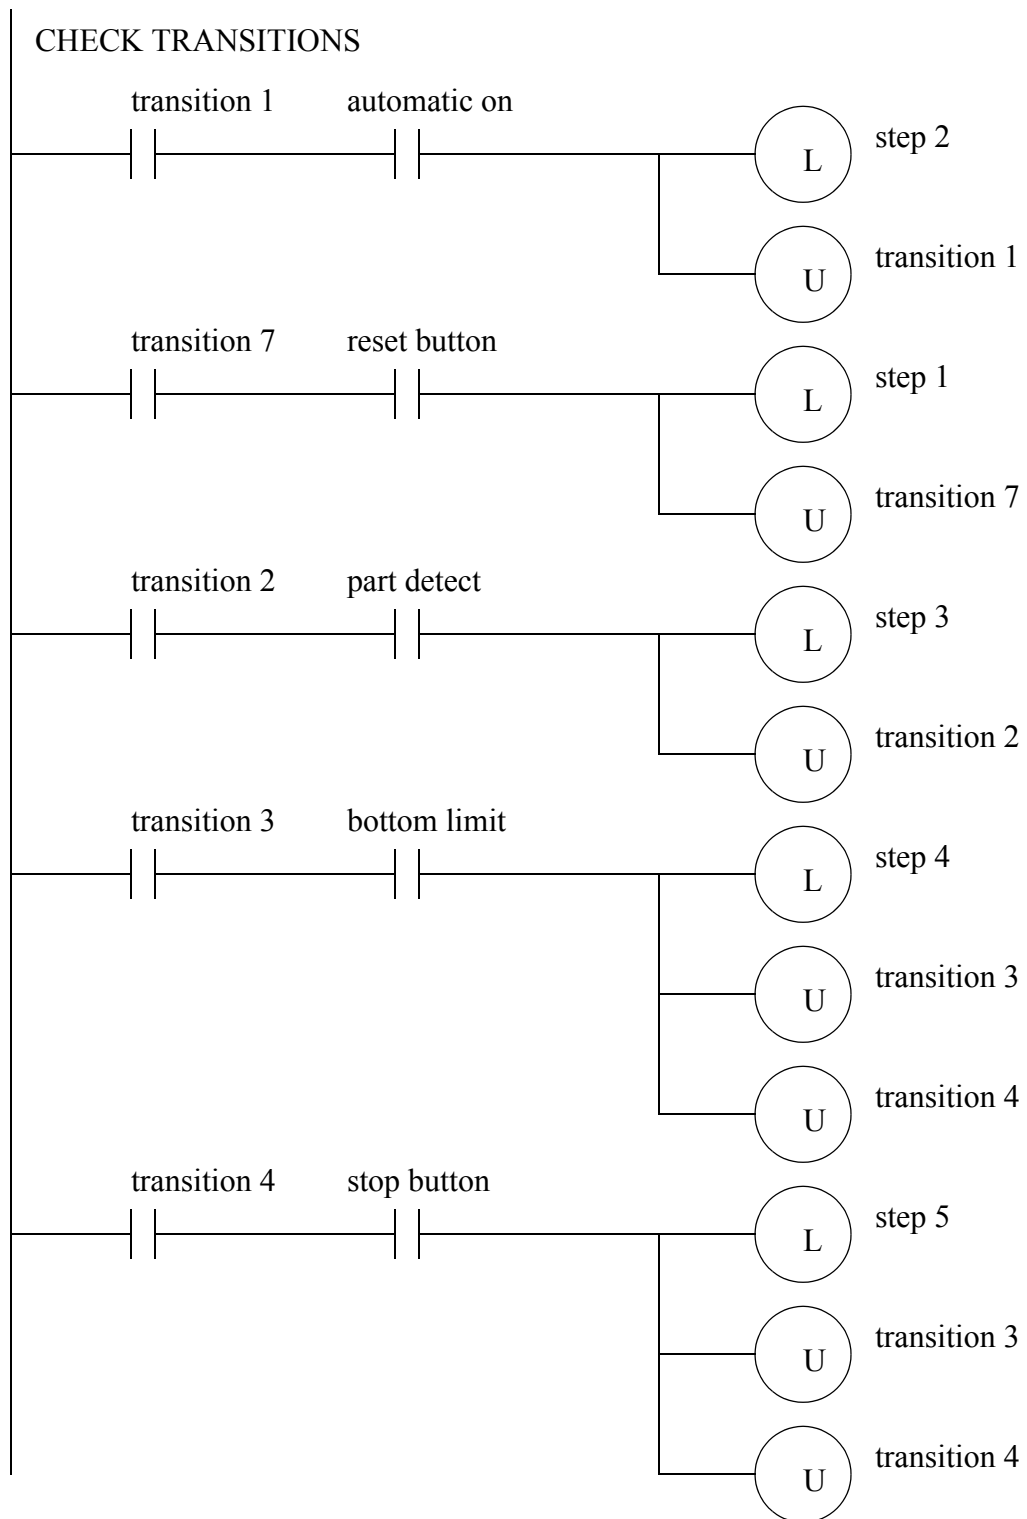 CHECK TRANSITIONS
transition 1 automatic on
step 2
L
transition 1
U
transition 7 reset button
step 1
L
transition 7
U
transition 2 part detect
step 3
L
transition 2
U
transition 3 bottom limit
step 4
L
transition 3
U
transition 4
U
transition 4 stop button
step 5
L
transition 3
U
transition 4
U